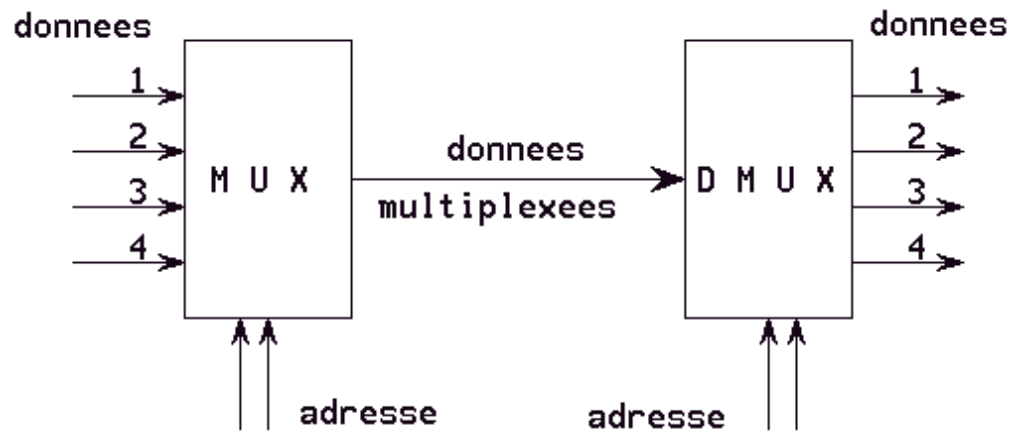 donnees
1
2
3
4
M U X
adresse
donnees
multiplexees
D M U X
adresse
donnees
1
2
3
4